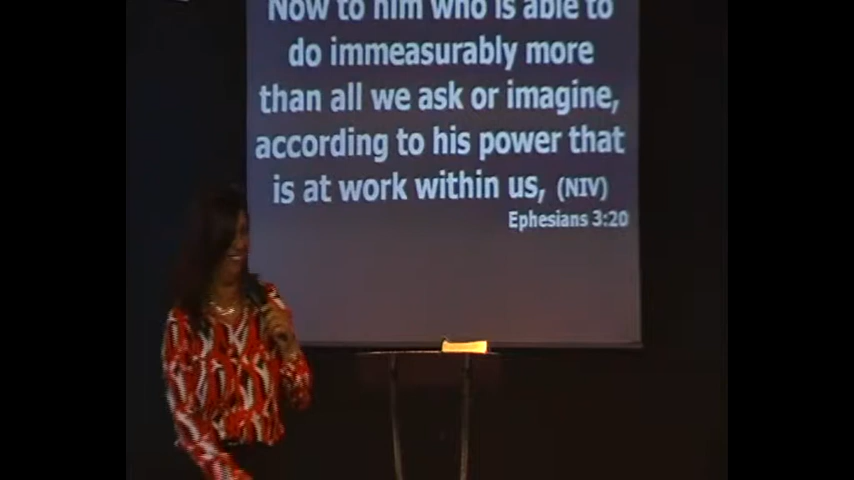 Now to him who is able to
do immeasurably more
than all we ask or imagine,
according to his power that
is at work within us, (NIV)
Ephesians 3:20